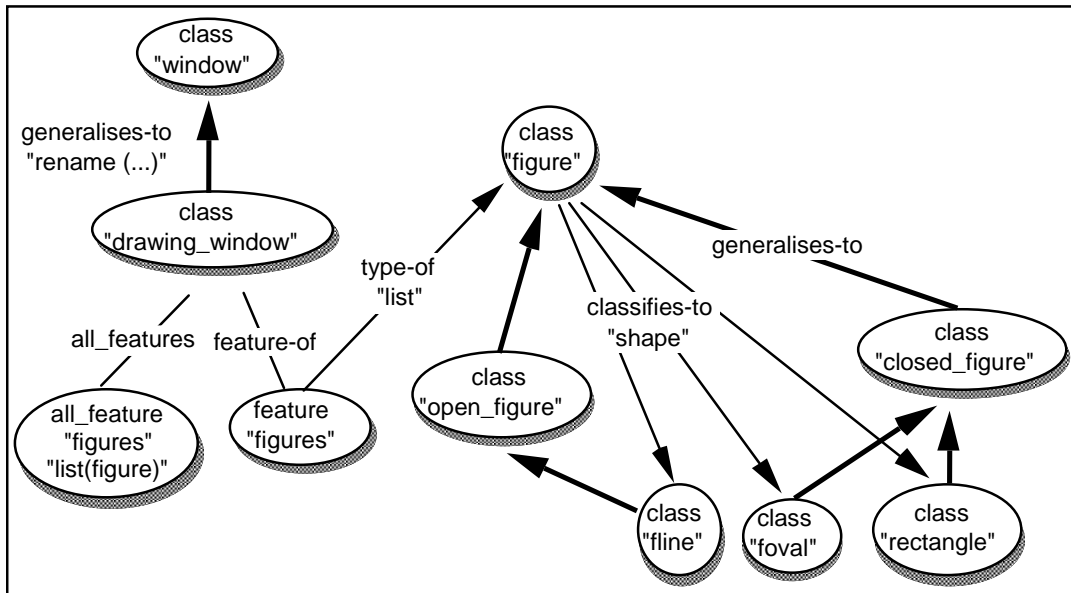 class
"window"
generalises-to
"rename (...)"
class
"drawing_window"
all_features
feature-of
all_feature
"figures"
"list(figure)"
feature
"figures"
type-of
"list"
class
"figure"
generalises-to
classifies-to
"shape"
class
"open_figure"
class
"closed_figure"
class
"fline"
class
"foval"
class
"rectangle"